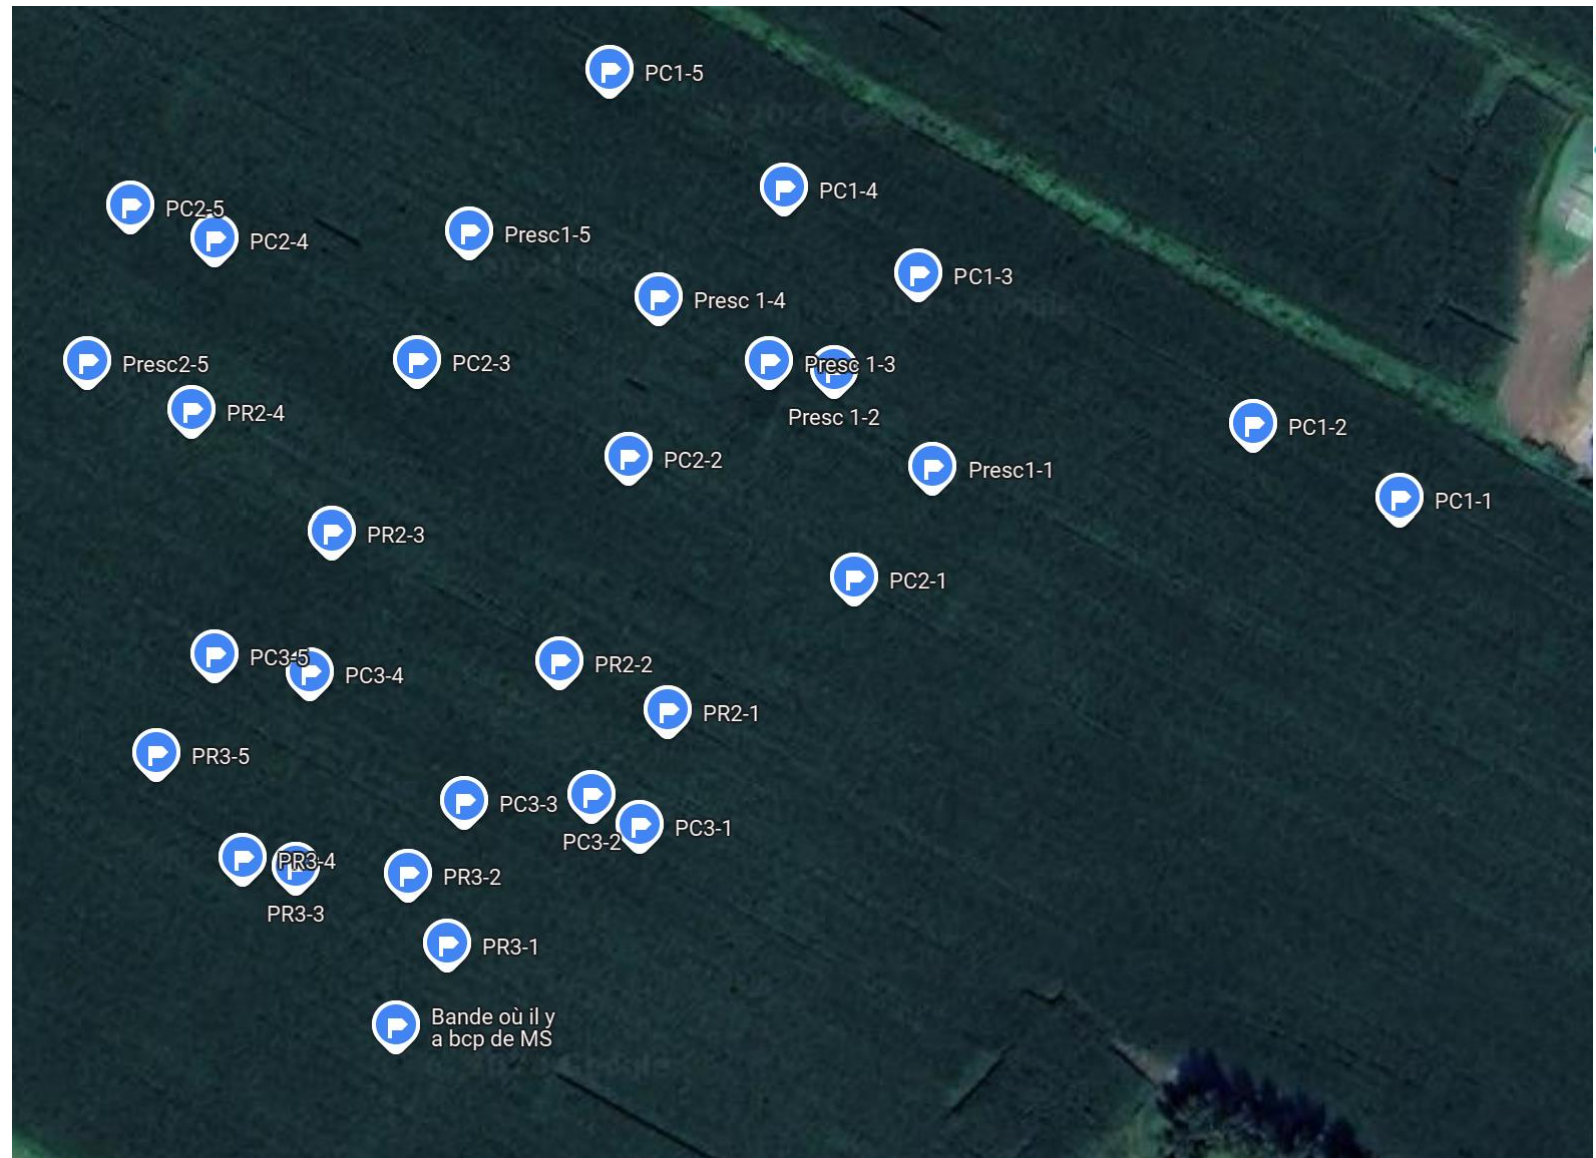 PC1-5
PC1-4
PC2-5
PC2-4
Presc1-5
PC1-3
Presc 1-4
Presc2-5
PC2-3
Presc 1-3
PR2-4
Presc 1-2
PC1-2
PC2-2
Presc1-1
PC1-1
PR2-3
PC2-1
PC3-5
PC3-4
PR2-2
PR2-1
PR3-5
PC3-3
PC3-2
PC3-1
PR3-4
PR3-2
PR3-3
PR3-1
Bande où il y
a bcp de MS